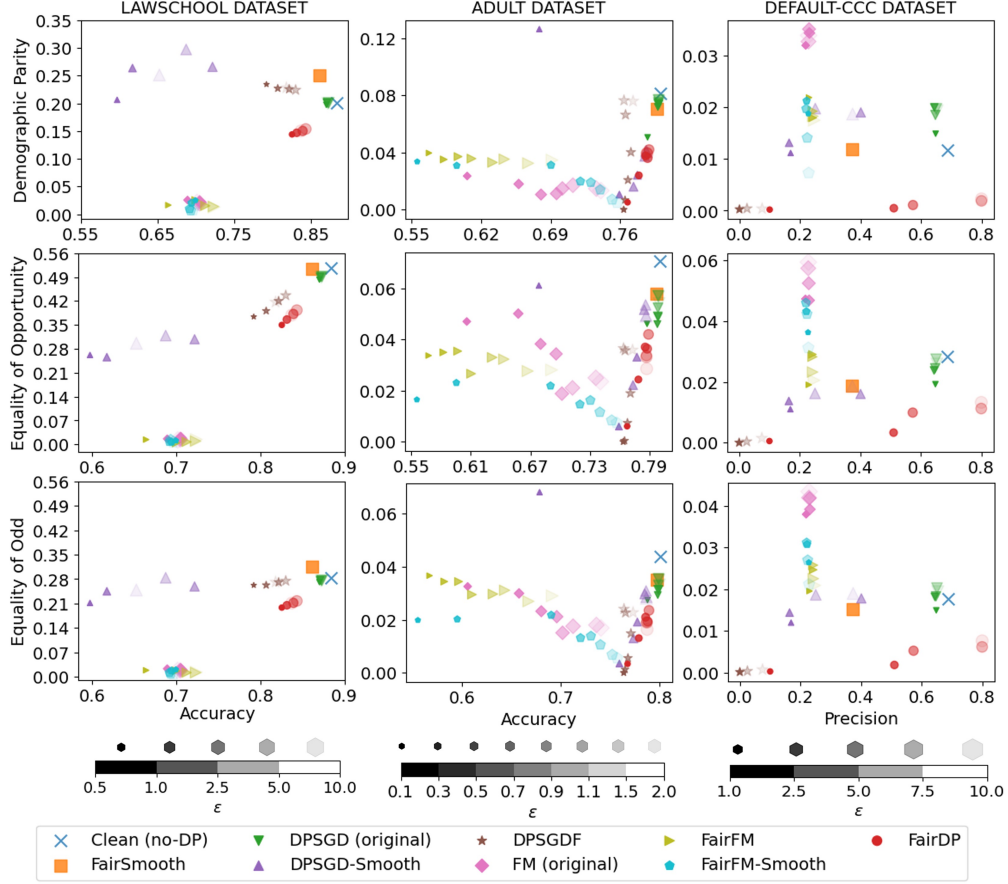 LAWSCHOOL DATASET
ADULT DATASET
DEFAULT-CCC DATASET
Demographic Parity
0.35
0.30
0.25
0.20
0.15
0.10
0.05
0.00
0.55 0.65 0.75 0.85
0.12
0.08
0.04
0.00
0.55 0.62 0.69 0.76
0.03
0.02
0.01
0.00
0.0 0.2 0.4 0.6 0.8
Equality of Opportunity
0.56
0.49
0.42
0.35
0.28
0.21
0.14
0.07
0.00
0.6 0.7 0.8 0.9
0.06
0.04
0.02
0.00
0.55 0.61 0.67 0.73 0.79
0.06
0.04
0.02
0.00
0.0 0.2 0.4 0.6 0.8
Equality of Odd
0.56
0.49
0.42
0.35
0.28
0.21
0.14
0.07
0.00
0.6 0.7 0.8 0.9
Accuracy
0.06
0.04
0.02
0.00
0.6 0.7 0.8
Accuracy
0.04
0.03
0.02
0.01
0.00
0.0 0.2 0.4 0.6 0.8
Precision
0.5 1.0 2.5 5.0 10.0
ε
0.1 0.3 0.5 0.7 0.9 1.0 1.5 2.0
ε
1.0 2.5 5.0 7.5 10.0
ε
Clean (no-DP)
FairSmooth
DPSGD (original)
DPSGD-Smooth
DPSGDF
FM (original)
FairFM
FairFM-Smooth
FairDP